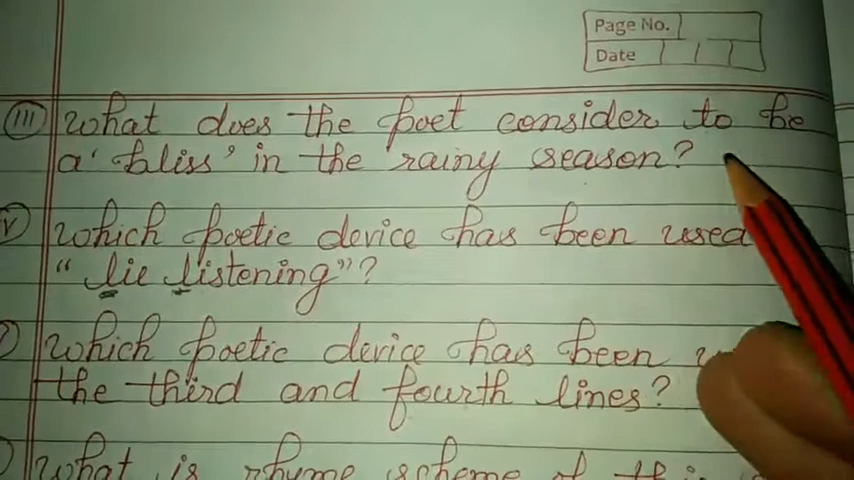 Page No.
Date
(III) What does the poet consider to be
a 'bliss' in the rainy season?
V Which poetic device has been used
"lie listening"?
Which poetic device has been
the third and fourth lines?
What is rhyme scheme of